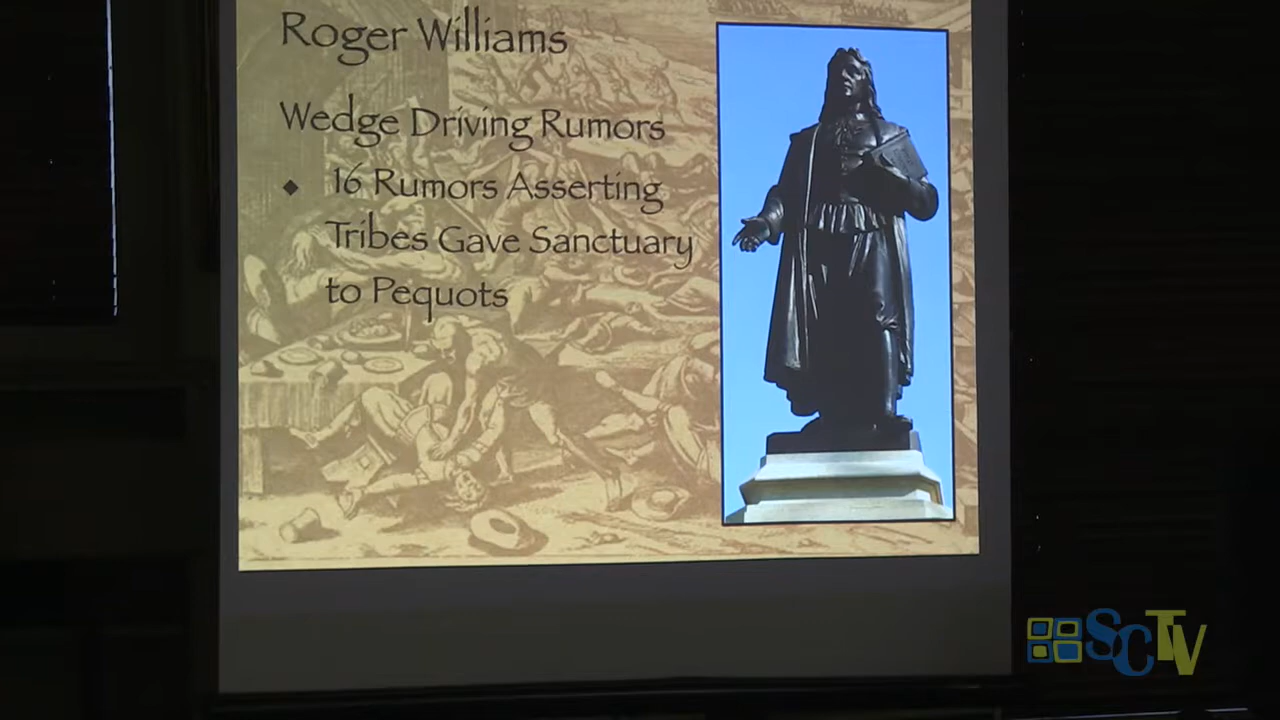 Roger Williams
Wedge Driving Rumors
16 Rumors Asserting
Tribes Gave Sanctuary
to Pequots
SCTV